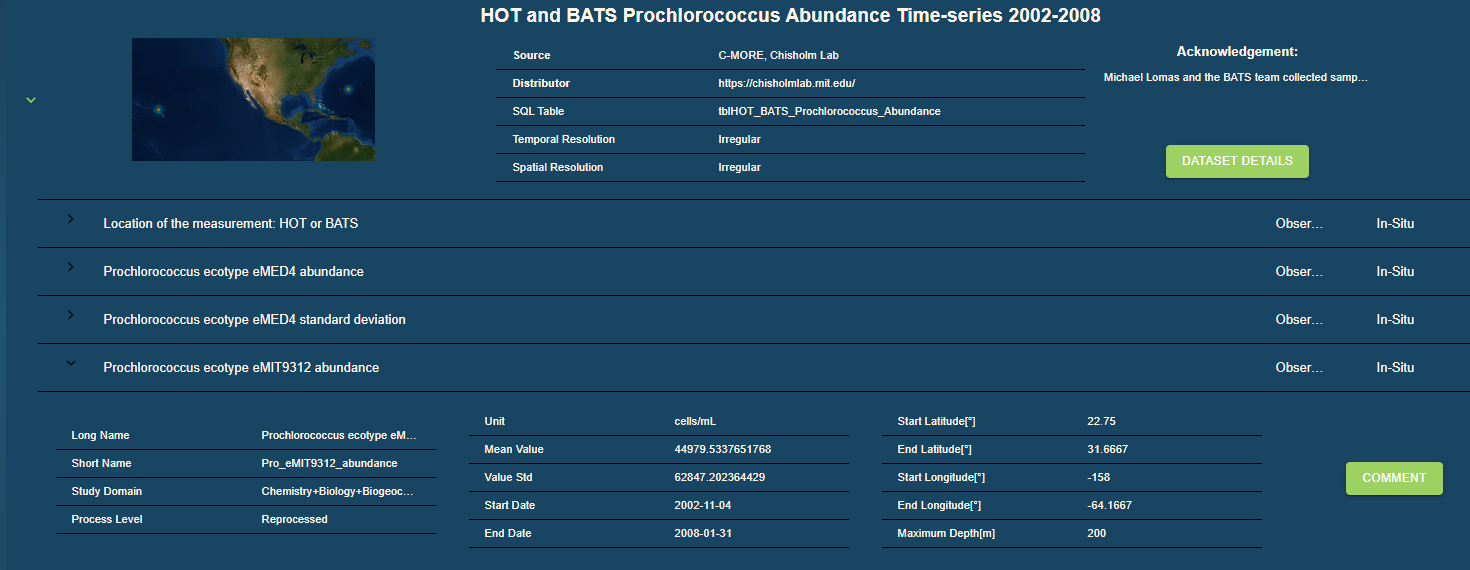 HOT and BATS Prochlorococcus Abundance Time-series 2002-2008
Source C-MORE, Chisholm Lab
Distributor https://chisholmlab.mit.edu/
SQL Table tblHOT_BATS_Prochlorococcus_Abundance
Temporal Resolution Irregular
Spatial Resolution Irregular
Acknowledgement:
Michael Lomas and the BATS team collected samp...
DATASET DETAILS
Location of the measurement: HOT or BATS Obser... In-Situ
Prochlorococcus ecotype eMED4 abundance Obser... In-Situ
Prochlorococcus ecotype eMED4 standard deviation Obser... In-Situ
Prochlorococcus ecotype eMIT9312 abundance Obser... In-Situ
Long Name Prochlorococcus ecotype eM...
Short Name Pro_eMIT9312_abundance
Study Domain Chemistry+Biology+Biogeoc...
Process Level Reprocessed
Unit cells/mL
Mean Value 44979.5337651768
Value Std 62847.202364429
Start Date 2002-11-04
End Date 2008-01-31
Start Latitude[°] 22.75
End Latitude[°] 31.6667
Start Longitude[°] -158
End Longitude[°] -64.1667
Maximum Depth[m] 200
COMMENT